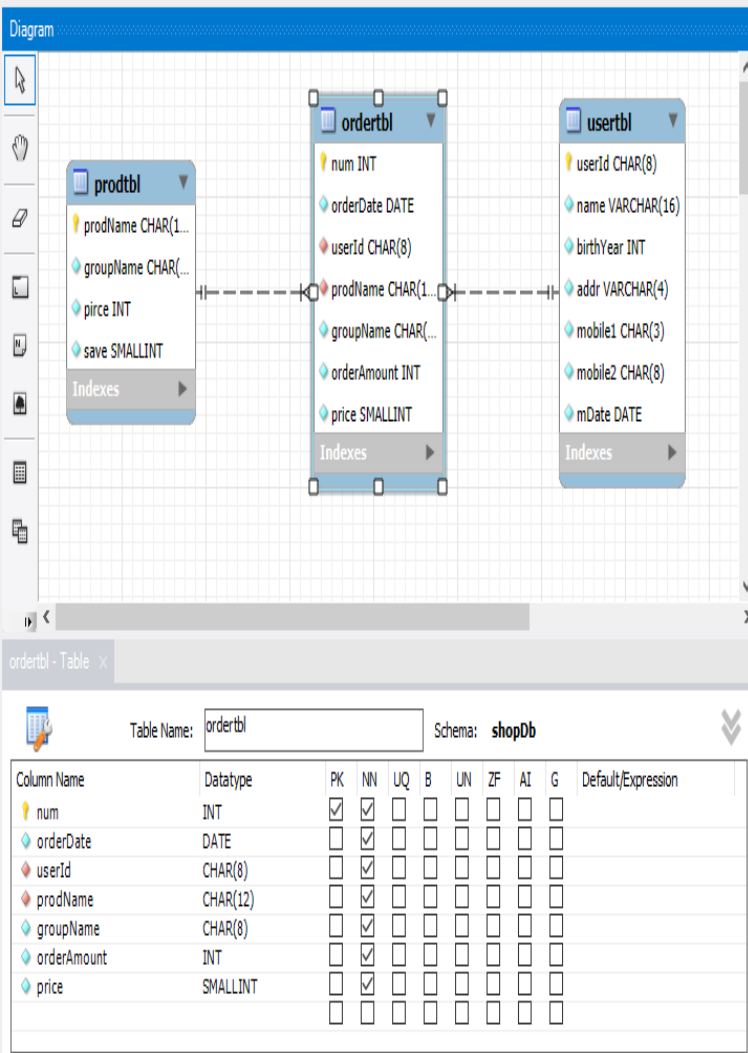 Diagram
prodtbl
prodName CHAR(1...
groupName CHAR(...
pirce INT
save SMALLINT
Indexes
ordertbl
num INT
orderDate DATE
userId CHAR(8)
prodName CHAR(1...
groupName CHAR(...
orderAmount INT
price SMALLINT
Indexes
usertbl
userId CHAR(8)
name VARCHAR(16)
birthYear INT
addr VARCHAR(4)
mobile1 CHAR(3)
mobile2 CHAR(8)
mDate DATE
Indexes
ordertbl - Table ×
Table Name: ordertbl Schema: shopDb
Column Name Datatype PK NN UQ B UN ZF AI G Default/Expression
num INT
orderDate DATE
userId CHAR(8)
prodName CHAR(12)
groupName CHAR(8)
orderAmount INT
price SMALLINT